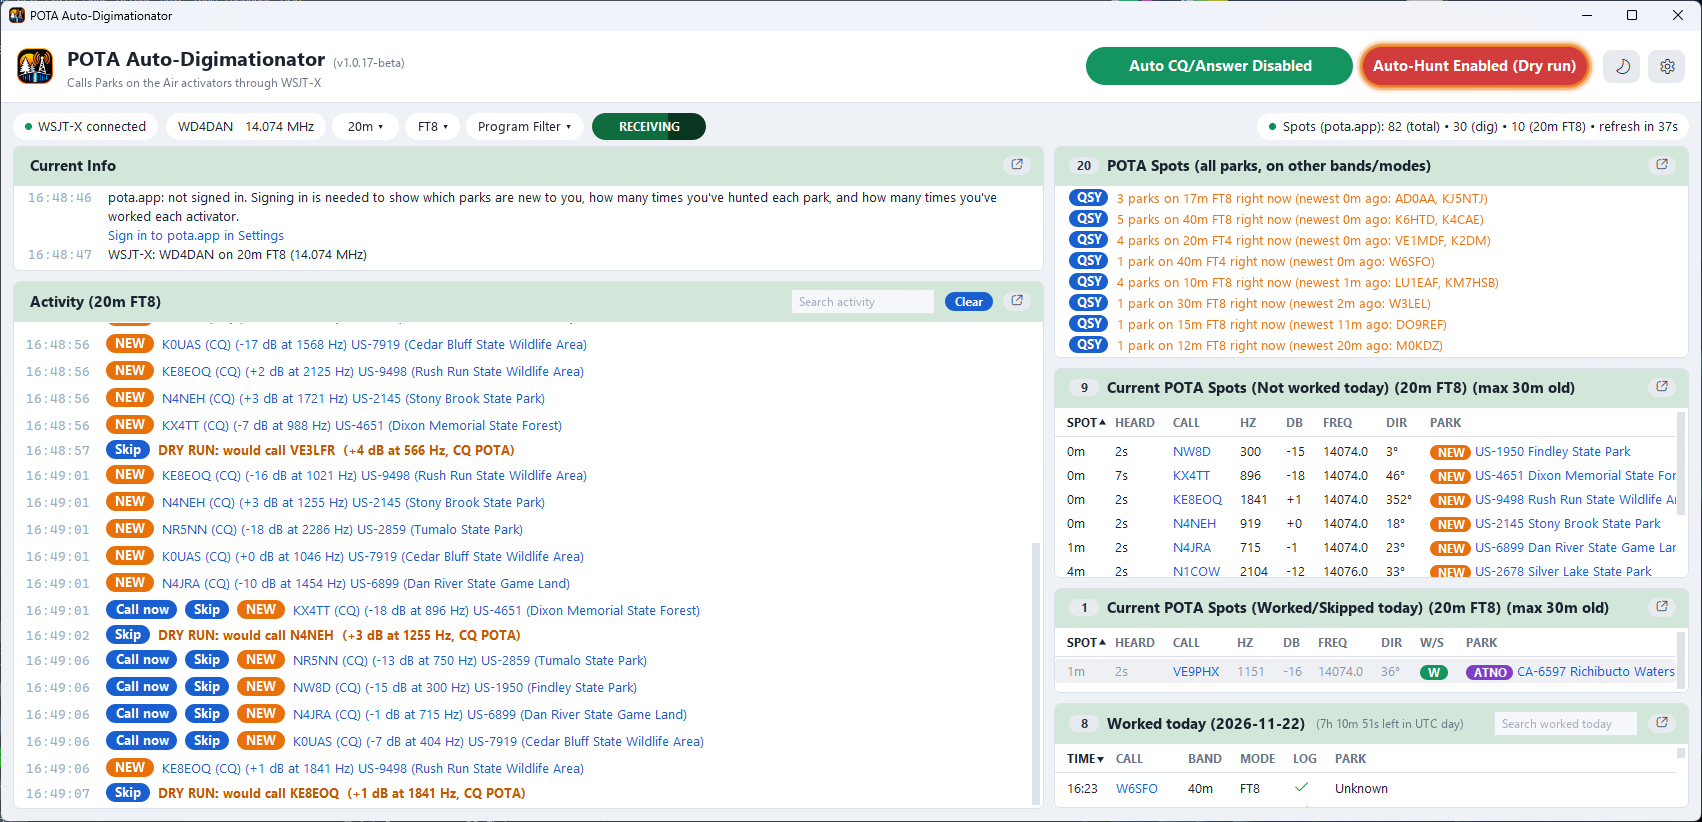 POTA Auto-Digimationator
POTA Auto-Digimationator (v1.0.17-beta)
Calls Parks on the Air activators through WSJT-X
Auto CQ/Answer Disabled
Auto-Hunt Enabled (Dry run)
WSJT-X connected
WD4DAN 14.074 MHz
20m ▾
FT8 ▾
Program Filter ▾
RECEIVING
Spots (pota.app): 82 (total) • 30 (dig) • 10 (20m FT8) • refresh in 37s
Current Info
16:48:46 pota.app: not signed in. Signing in is needed to show which parks are new to you, how many times you've hunted each park, and how many times you've
worked each activator.
Sign in to pota.app in Settings
16:48:47 WSJT-X: WD4DAN on 20m FT8 (14.074 MHz)
Activity (20m FT8)
Search activity
Clear
16:48:56 NEW K0UAS (CQ) (-17 dB at 1568 Hz) US-7919 (Cedar Bluff State Wildlife Area)
16:48:56 NEW KE8EOQ (CQ) (+2 dB at 2125 Hz) US-9498 (Rush Run State Wildlife Area)
16:48:56 NEW N4NEH (CQ) (+3 dB at 1721 Hz) US-2145 (Stony Brook State Park)
16:48:56 NEW KX4TT (CQ) (-7 dB at 988 Hz) US-4651 (Dixon Memorial State Forest)
16:48:57 Skip DRY RUN: would call VE3LFR (+4 dB at 566 Hz, CQ POTA)
16:49:01 NEW KE8EOQ (CQ) (-16 dB at 1021 Hz) US-9498 (Rush Run State Wildlife Area)
16:49:01 NEW N4NEH (CQ) (+3 dB at 1255 Hz) US-2145 (Stony Brook State Park)
16:49:01 NEW NR5NN (CQ) (-18 dB at 2286 Hz) US-2859 (Tumalo State Park)
16:49:01 NEW K0UAS (CQ) (+0 dB at 1046 Hz) US-7919 (Cedar Bluff State Wildlife Area)
16:49:01 NEW N4JRA (CQ) (-10 dB at 1454 Hz) US-6899 (Dan River State Game Land)
16:49:01 Call now Skip NEW KX4TT (CQ) (-18 dB at 896 Hz) US-4651 (Dixon Memorial State Forest)
16:49:02 Skip DRY RUN: would call N4NEH (+3 dB at 1255 Hz, CQ POTA)
16:49:06 Call now Skip NEW NR5NN (CQ) (-13 dB at 750 Hz) US-2859 (Tumalo State Park)
16:49:06 Call now Skip NEW NW8D (CQ) (-15 dB at 300 Hz) US-1950 (Findley State Park)
16:49:06 Call now Skip NEW N4JRA (CQ) (-1 dB at 715 Hz) US-6899 (Dan River State Game Land)
16:49:06 Call now Skip NEW K0UAS (CQ) (-7 dB at 404 Hz) US-7919 (Cedar Bluff State Wildlife Area)
16:49:06 NEW KE8EOQ (CQ) (+1 dB at 1841 Hz) US-9498 (Rush Run State Wildlife Area)
16:49:07 Skip DRY RUN: would call KE8EOQ (+1 dB at 1841 Hz, CQ POTA)
20 POTA Spots (all parks, on other bands/modes)
QSY 3 parks on 17m FT8 right now (newest 0m ago: AD0AA, KJ5NTJ)
QSY 5 parks on 40m FT8 right now (newest 0m ago: K6HTD, K4CAE)
QSY 4 parks on 20m FT4 right now (newest 0m ago: VE1MDF, K2DM)
QSY 1 park on 40m FT4 right now (newest 0m ago: W6SFO)
QSY 4 parks on 10m FT8 right now (newest 1m ago: LU1EAF, KM7HSB)
QSY 1 park on 30m FT8 right now (newest 2m ago: W3LEL)
QSY 1 park on 15m FT8 right now (newest 11m ago: DO9REF)
QSY 1 park on 12m FT8 right now (newest 20m ago: M0KDZ)
9 Current POTA Spots (Not worked today) (20m FT8) (max 30m old)
SPOT▲ HEARD CALL HZ DB FREQ DIR PARK
0m 2s NW8D 300 -15 14074.0 3° NEW US-1950 Findley State Park
0m 7s KX4TT 896 -18 14074.0 46° NEW US-4651 Dixon Memorial State For
0m 2s KE8EOQ 1841 +1 14074.0 352° NEW US-9498 Rush Run State Wildlife A
0m 2s N4NEH 919 +0 14074.0 18° NEW US-2145 Stony Brook State Park
1m 2s N4JRA 715 -1 14074.0 23° NEW US-6899 Dan River State Game Lar
4m 2s N1COW 2104 -12 14076.0 33° NEW US-2678 Silver Lake State Park
1 Current POTA Spots (Worked/Skipped today) (20m FT8) (max 30m old)
SPOT▲ HEARD CALL HZ DB FREQ DIR W/S PARK
1m 2s VE9PHX 1151 -16 14074.0 36° W ATNO CA-6597 Richibucto Waters
8 Worked today (2026-11-22) (7h 10m 51s left in UTC day)
Search worked today
TIME▼ CALL BAND MODE LOG PARK
16:23 W6SFO 40m FT8 ✓ Unknown